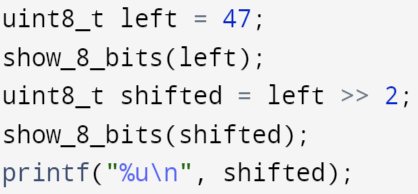 uint8_t left = 47;
show_8_bits(left);
uint8_t shifted = left >> 2;
show_8_bits(shifted);
printf("%u\n", shifted);